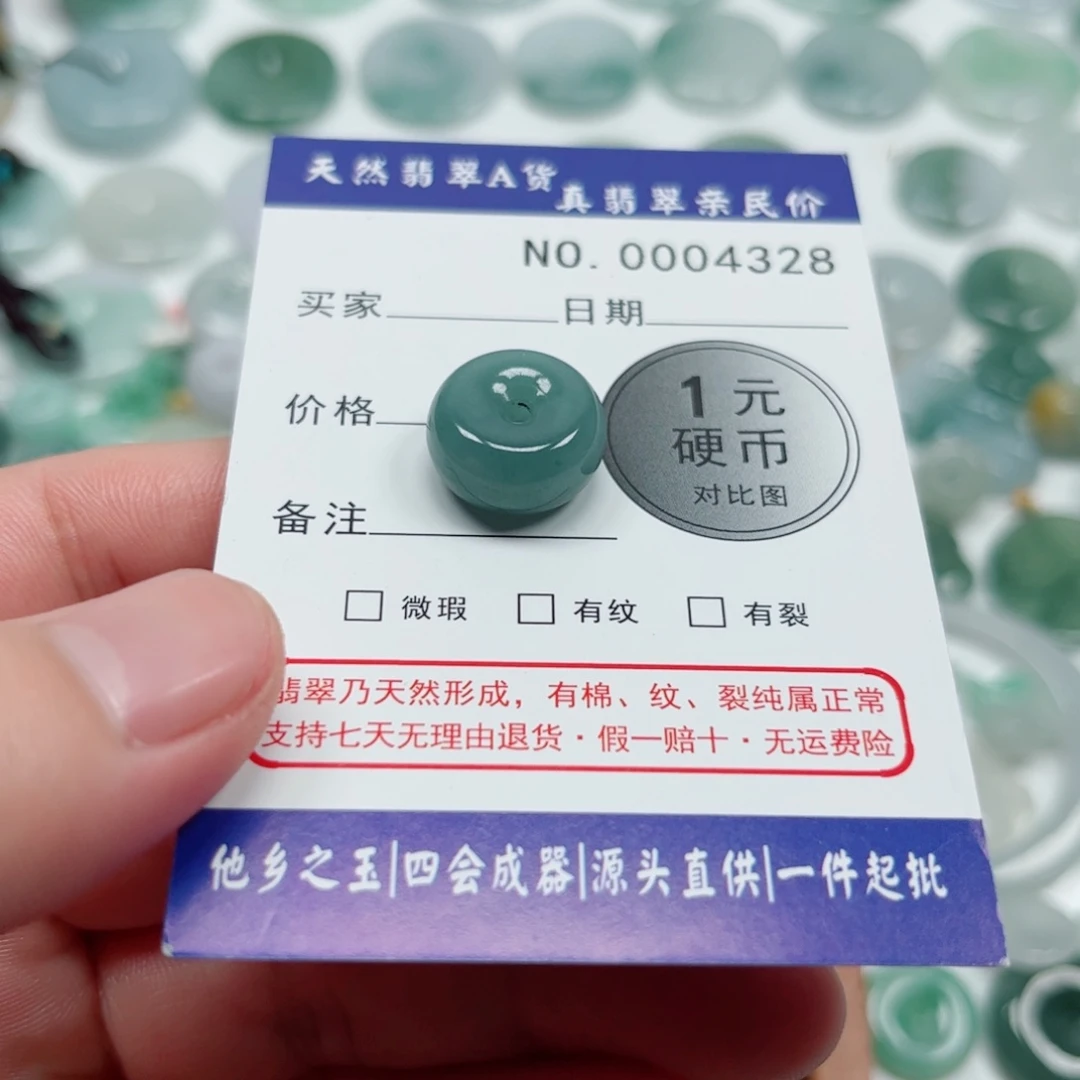 天然翡翠A货
真翡翠亲民价
NO. 0004328
买家 日期
价格
1元
硬币
对比图
备注
□ 微瑕 □ 有纹 □ 有裂
翡翠乃天然形成，有棉、纹、裂纯属正常
支持七天无理由退货·假一赔十·无运费险
他乡之玉|四会成器|源头直供|一件起批